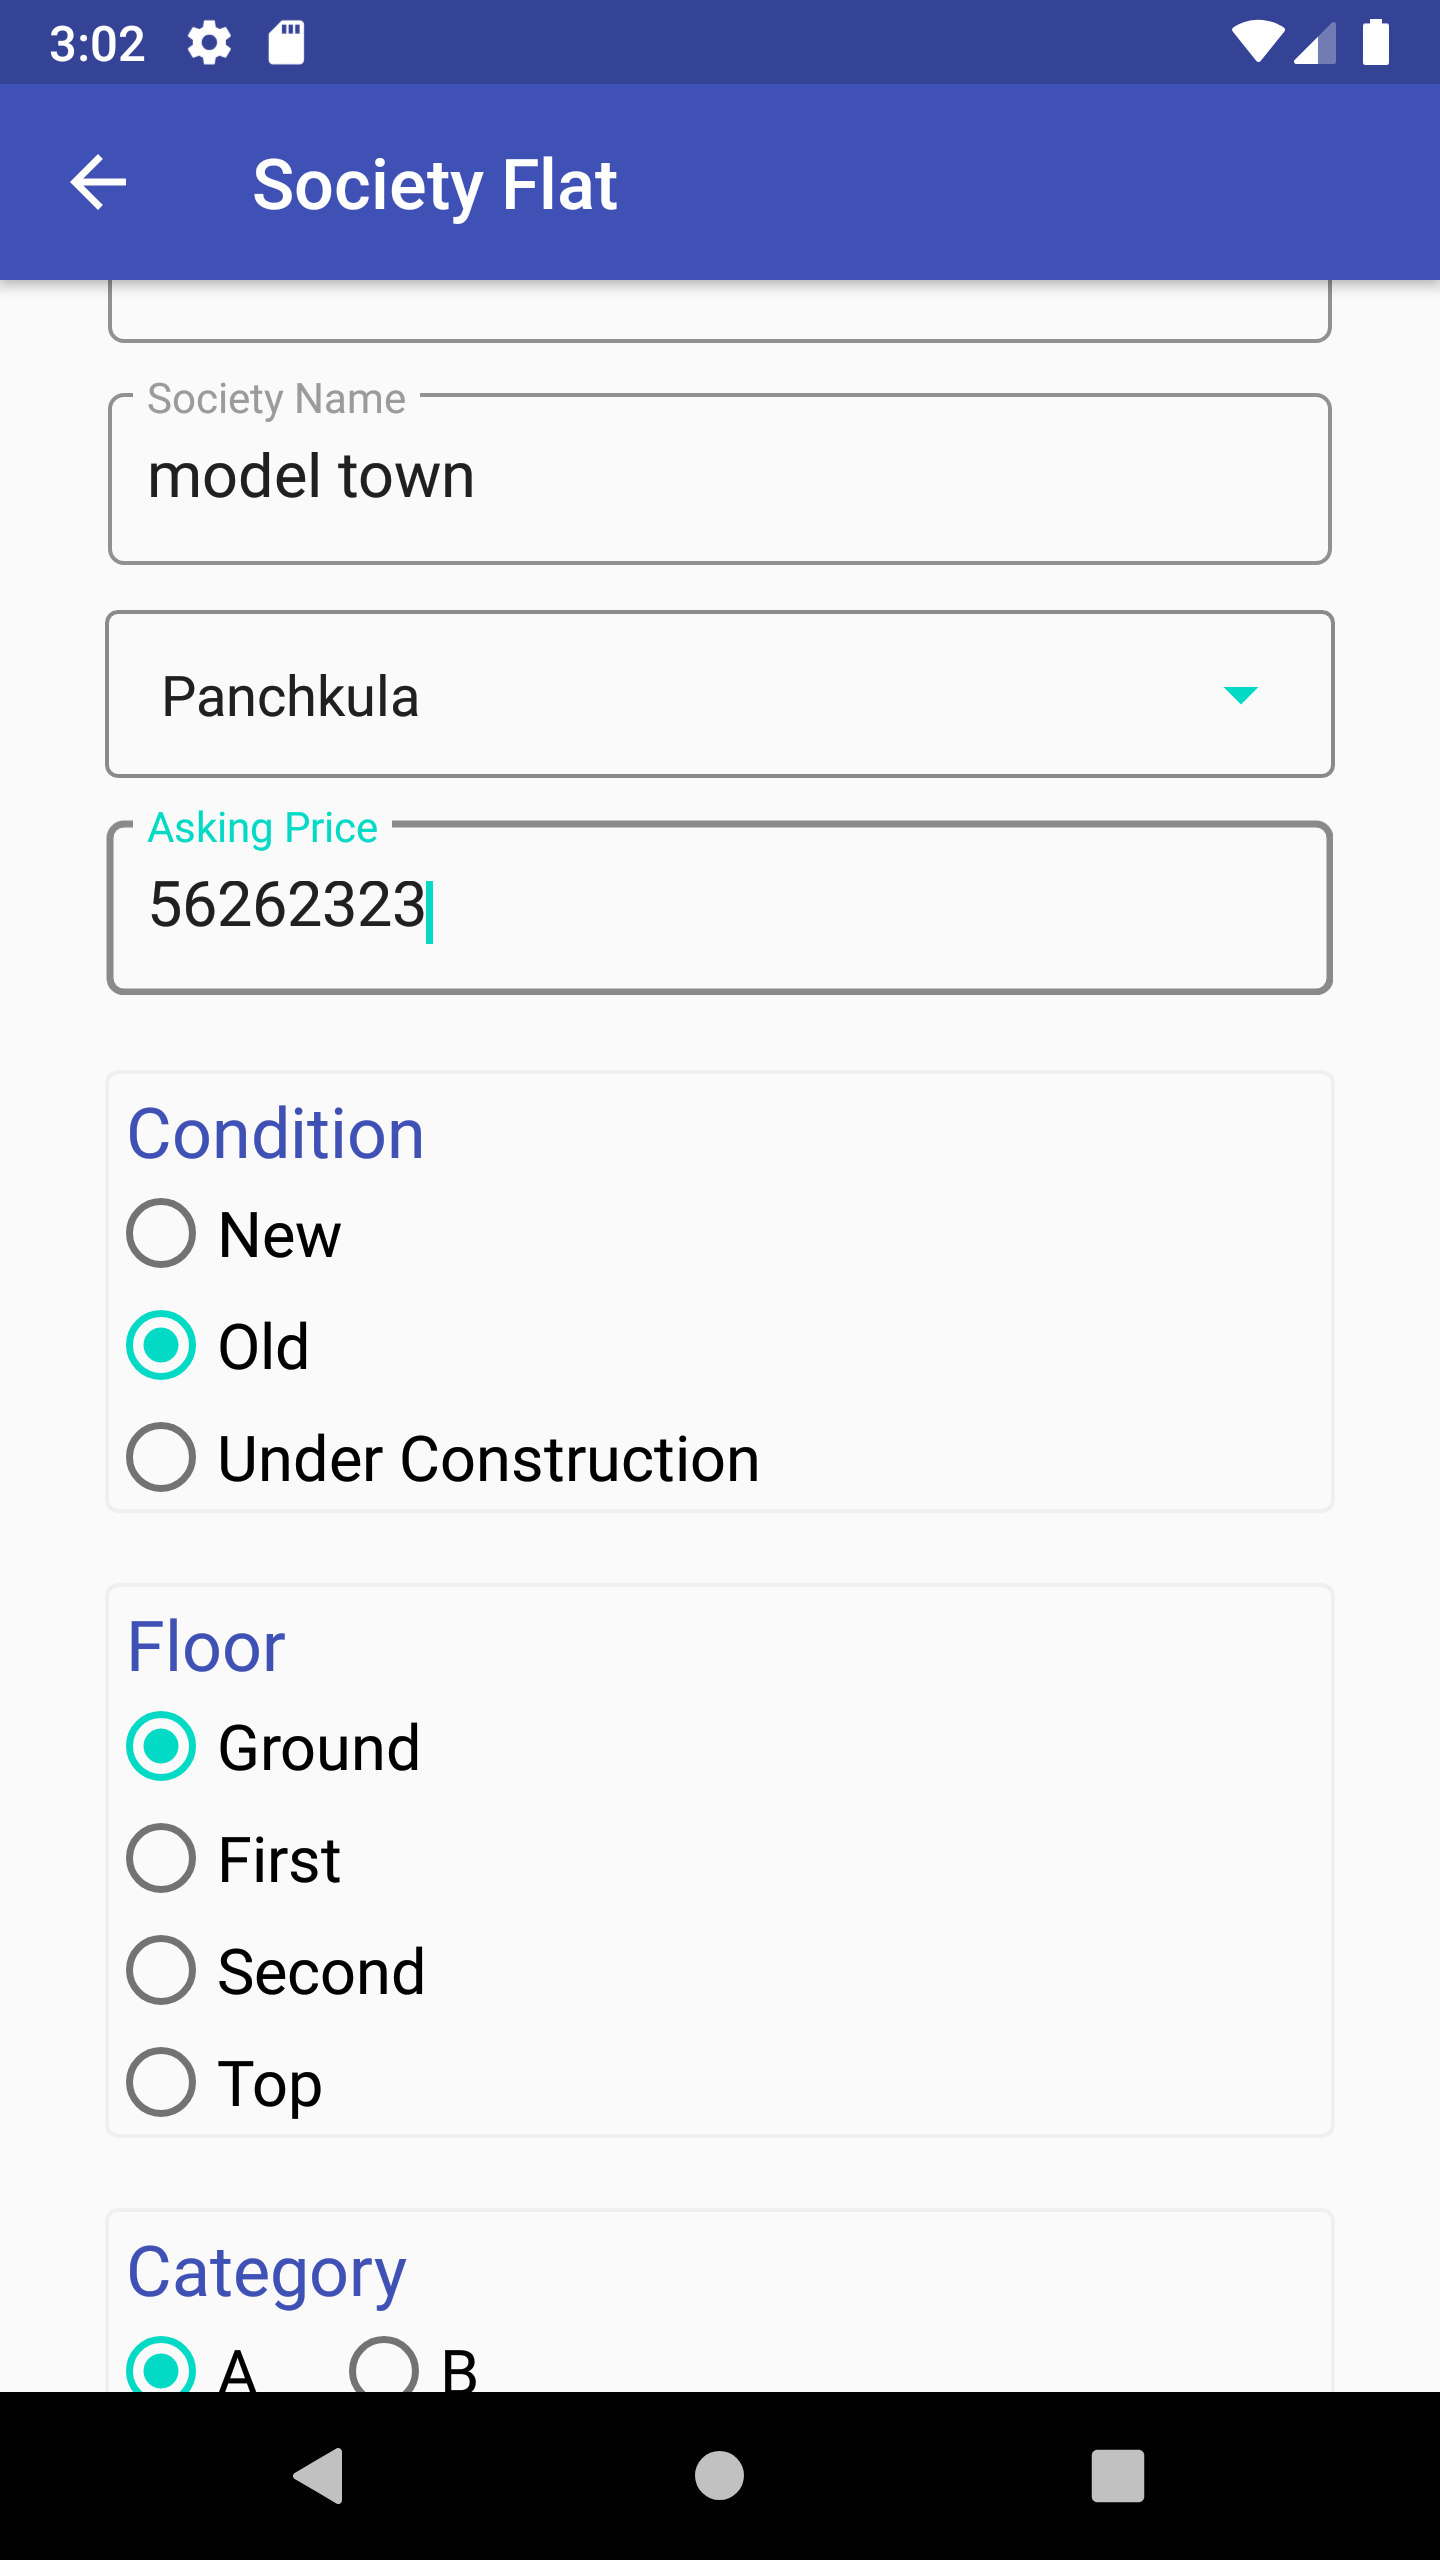 3:02
Society Flat
Society Name
model town
Panchkula
Asking Price
56262323
Condition
New
Old
Under Construction
Floor
Ground
First
Second
Top
Category
A B